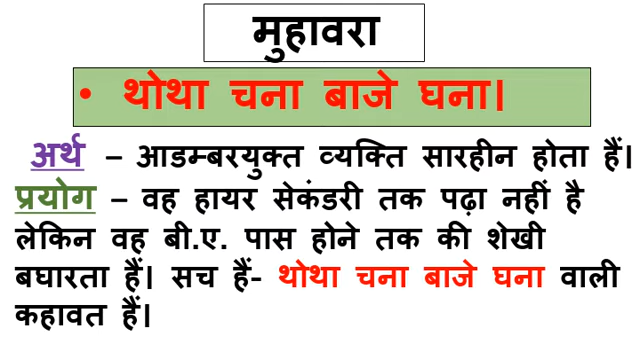 मुहावरा
• थोथा चना बाजे घना।
अर्थ – आडम्बरयुक्त व्यक्ति सारहीन होता हैं।
प्रयोग – वह हायर सेकंडरी तक पढ़ा नहीं है
लेकिन वह बी.ए. पास होने तक की शेखी
बघारता हैं। सच हैं- थोथा चना बाजे घना वाली
कहावत हैं।